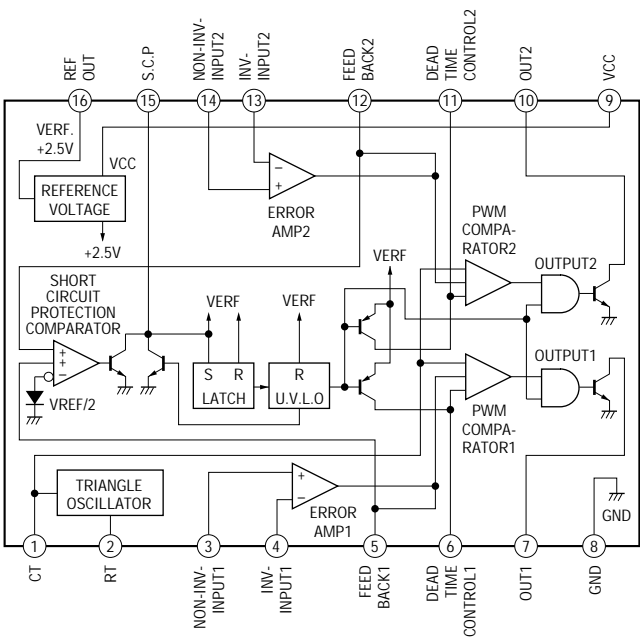 REF
OUT
S.C.P
NON-INV-
INPUT2
INV-
INPUT2
FEED
BACK2
DEAD
TIME
CONTROL2
OUT2
VCC
16
15
14
13
12
11
10
9
VERF.
+2.5V
VCC
REFERENCE
VOLTAGE
+2.5V
−
+
ERROR
AMP2
PWM
COMPA-
RATOR2
OUTPUT2
SHORT
CIRCUIT
PROTECTION
COMPARATOR
VERF
VERF
VERF
+
+
−
S R
LATCH
R
U.V.L.O
VREF/2
OUTPUT1
PWM
COMPA-
RATOR1
TRIANGLE
OSCILLATOR
+
−
ERROR
AMP1
GND
1
2
3
4
5
6
7
8
CT
RT
NON-INV-
INPUT1
INV-
INPUT1
FEED
BACK1
DEAD
TIME
CONTROL1
OUT1
GND